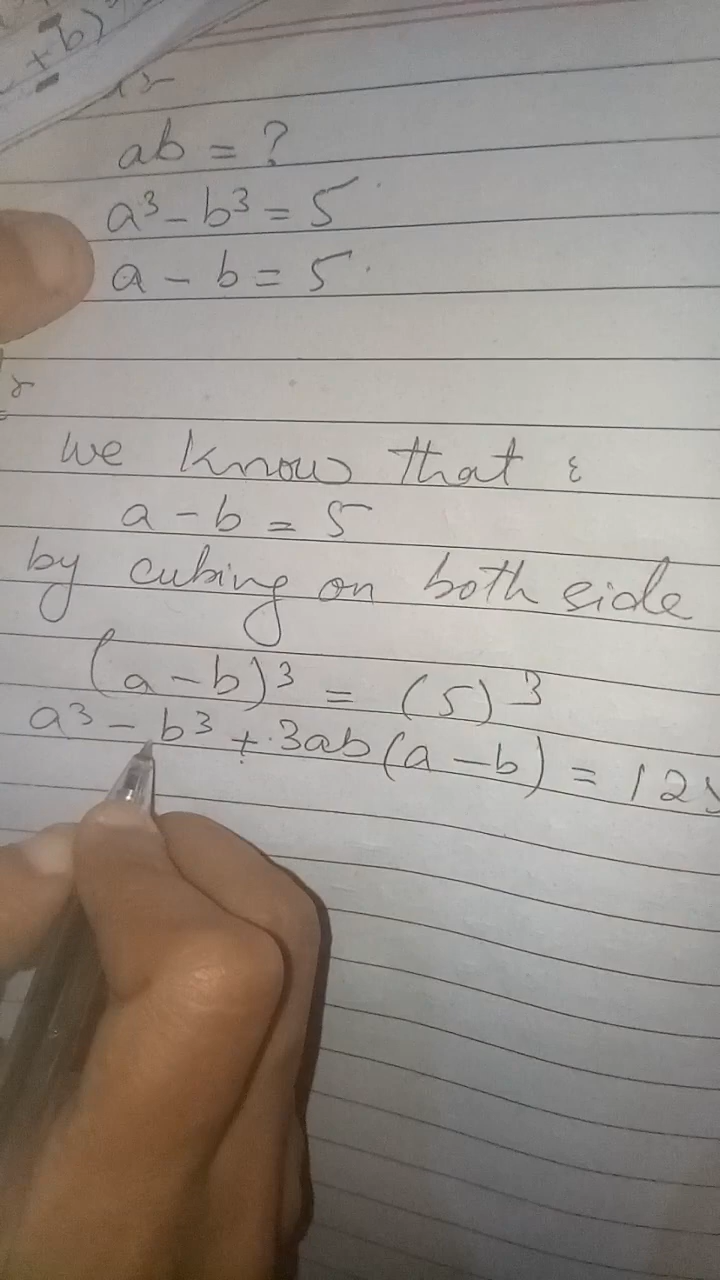 +b)
ab = ?
a³ - b³ = 5
a - b = 5.
we know that :
a - b = 5
by cubing on both side
(a - b)³ = (5)³
a³ - b³ + 3ab (a - b) = 125